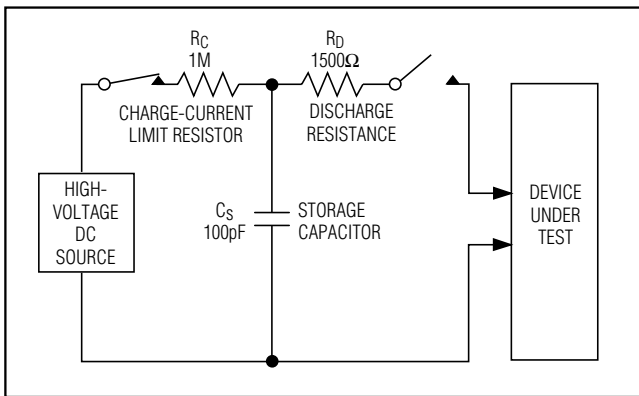 RC
1M
CHARGE-CURRENT
LIMIT RESISTOR
RD
1500Ω
DISCHARGE
RESISTANCE
HIGH-
VOLTAGE
DC
SOURCE
CS
100pF
STORAGE
CAPACITOR
DEVICE
UNDER
TEST